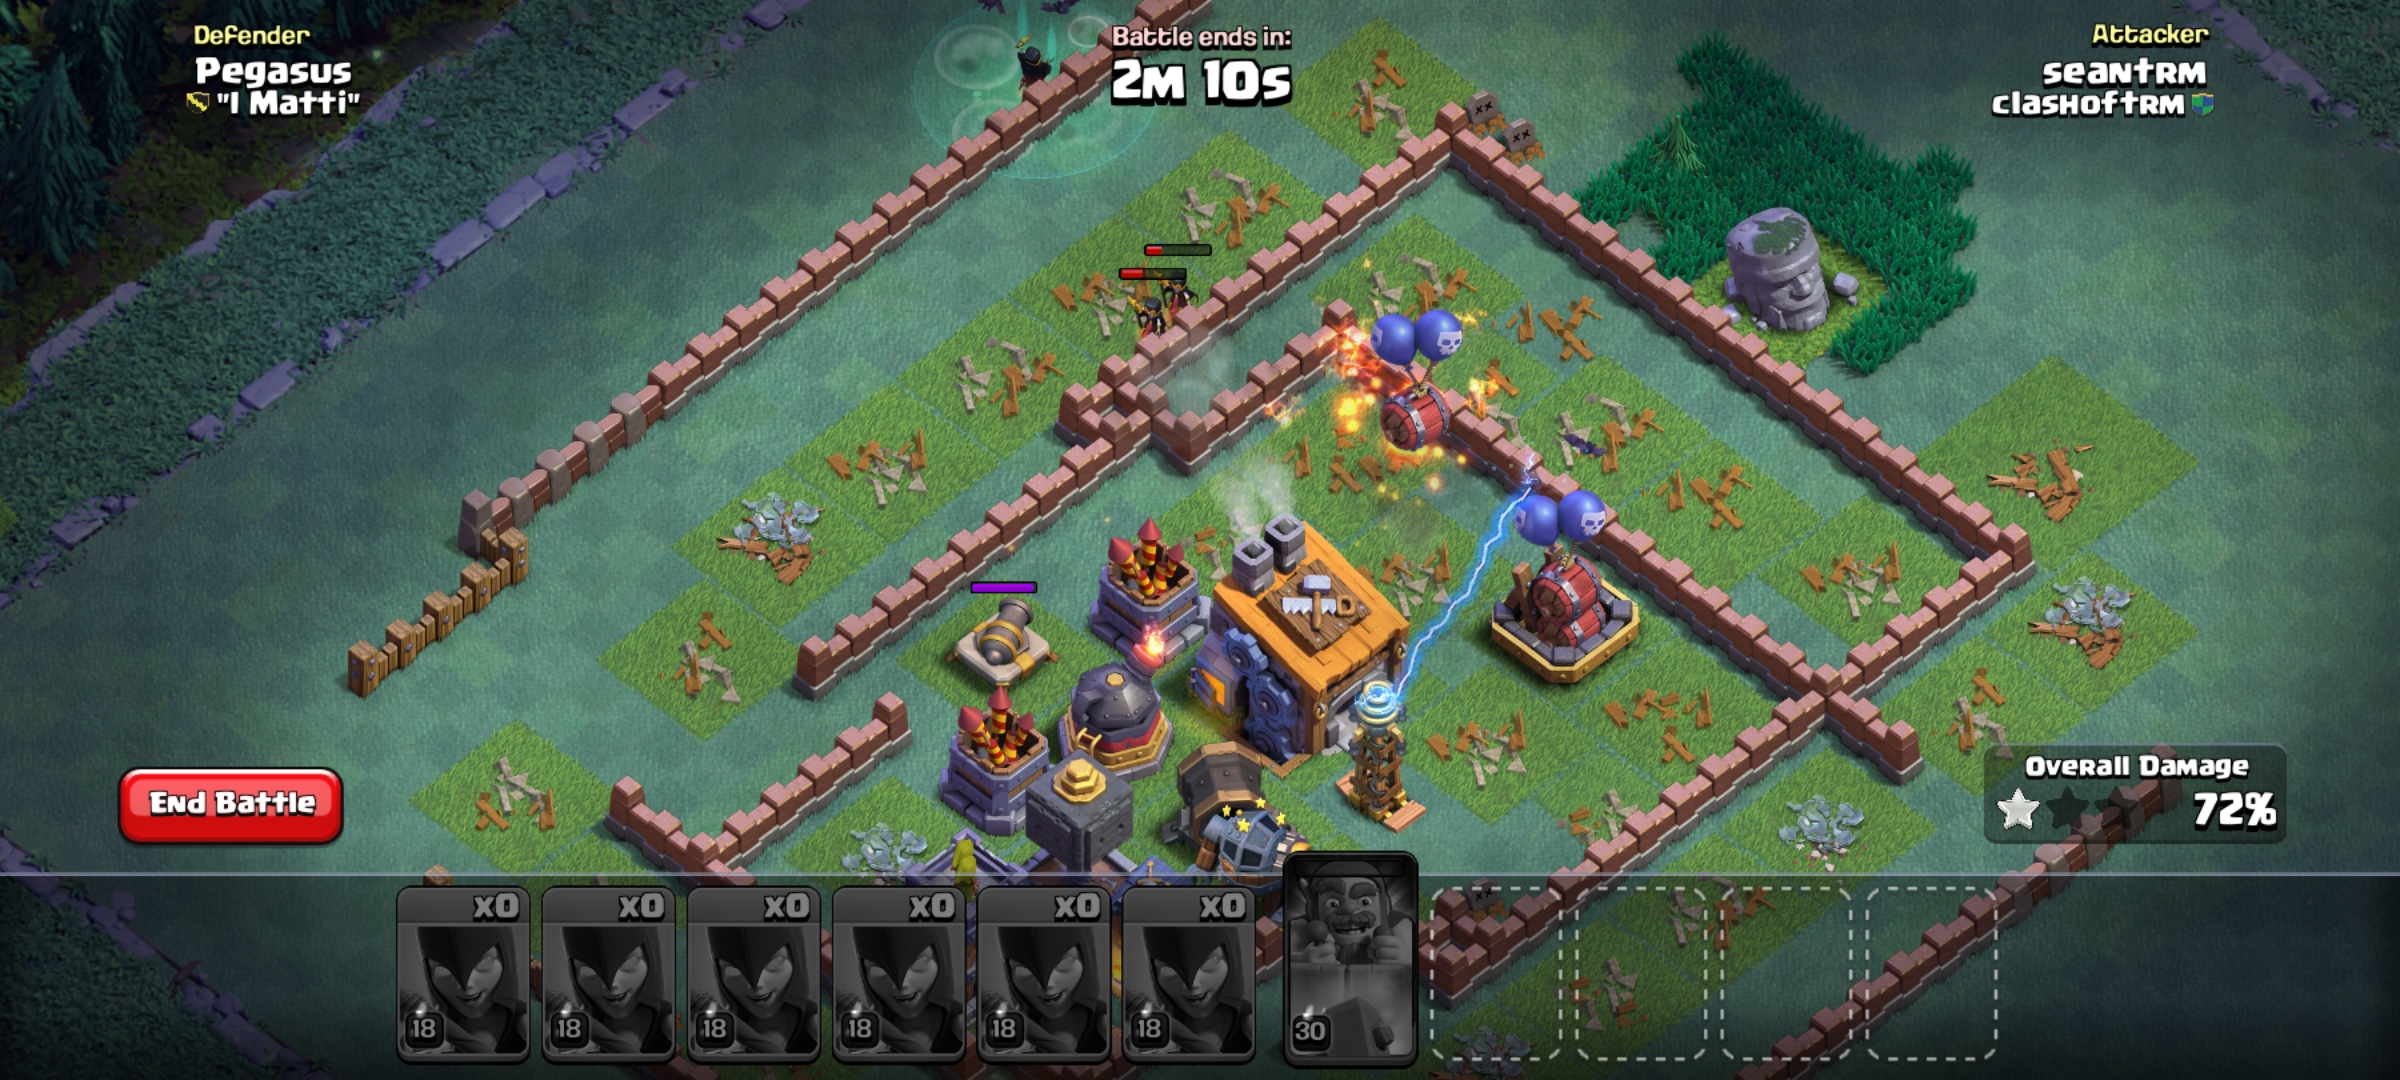 Defender
Pegasus
"I Matti"
Battle ends in:
2M 10s
Attacker
seantRM
clashoftRM
End Battle
Overall Damage
72%
x0
x0
x0
x0
x0
x0
18
18
18
18
18
18
30